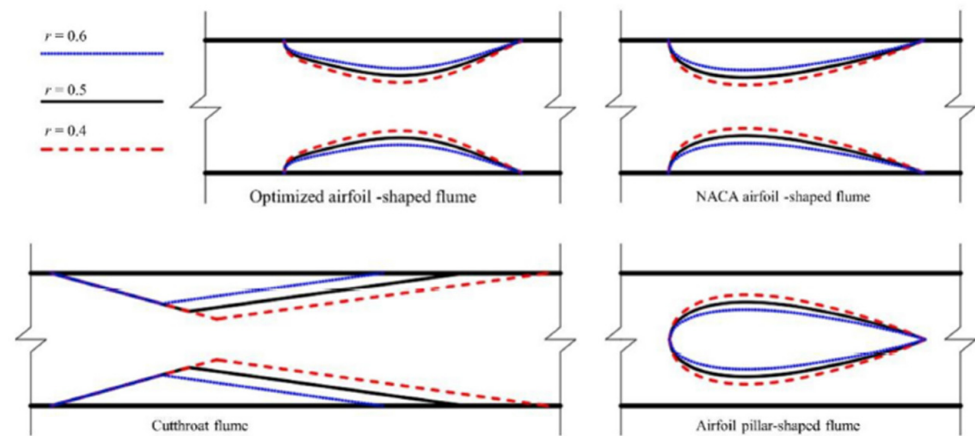 r = 0.6
r = 0.5
r = 0.4
Optimized airfoil -shaped flume
NACA airfoil -shaped flume
Cutthroat flume
Airfoil pillar-shaped flume